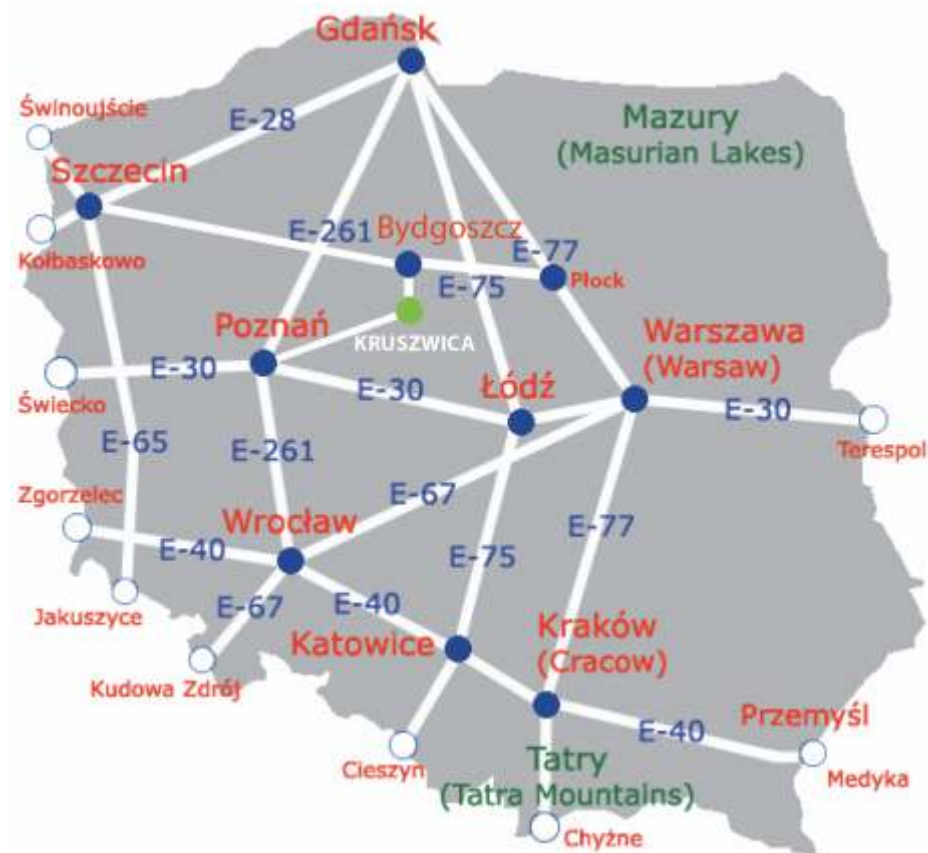 Gdańsk
Mazury
(Masurian Lakes)
Świnoujście
E-28
Szczecin
E-261
Bydgoszcz
E-77
Kołbaskowo
E-75
Płock
Poznań
KRUSZWICA
Warszawa
(Warsaw)
E-30
E-30
Łódź
E-30
Świecko
E-65
E-261
Terespol
Zgorzelec
E-67
Wrocław
E-77
E-40
E-75
Jakuszyce
E-67
E-40
Katowice
Kraków
(Cracow)
Kudowa Zdrój
Przemyśl
E-40
Cieszyn
Tatry
(Tatra Mountains)
Medyka
Chyżne